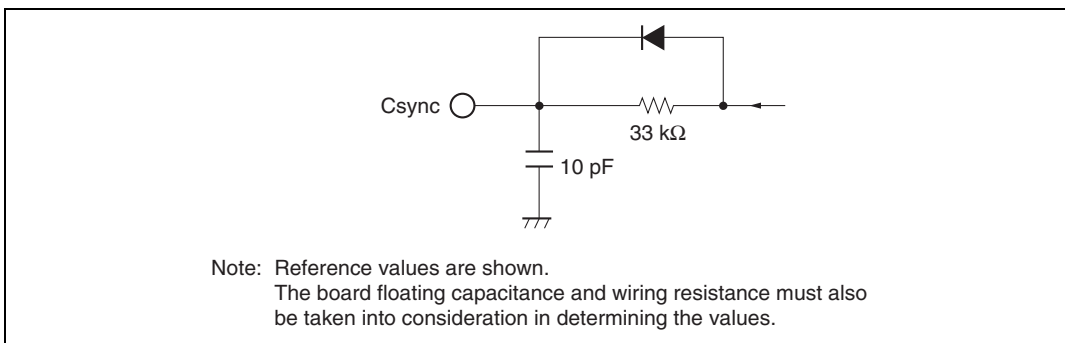 Csync
33 kΩ
10 pF
Note: Reference values are shown.
The board floating capacitance and wiring resistance must also
be taken into consideration in determining the values.